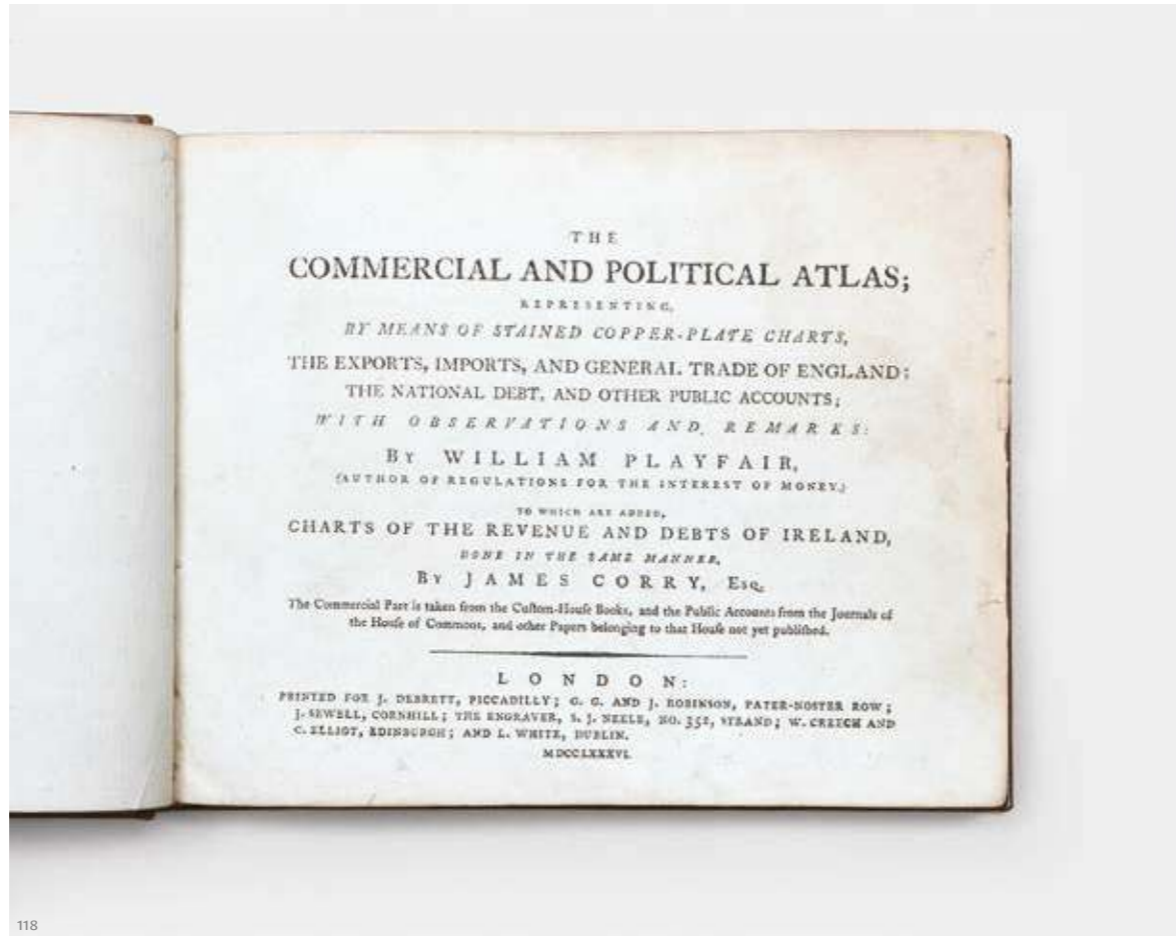 THE
COMMERCIAL AND POLITICAL ATLAS;
REPRESENTING,
BY MEANS OF STAINED COPPER-PLATE CHARTS,
THE EXPORTS, IMPORTS, AND GENERAL TRADE OF ENGLAND;
THE NATIONAL DEBT, AND OTHER PUBLIC ACCOUNTS;
WITH OBSERVATIONS AND REMARKS:
BY WILLIAM PLAYFAIR,
(AUTHOR OF REGULATIONS FOR THE INTEREST OF MONEY.)
TO WHICH ARE ADDED,
CHARTS OF THE REVENUE AND DEBTS OF IRELAND,
DONE IN THE SAME MANNER,
BY JAMES CORRY, Esq.
The Commercial Part is taken from the Cuſtom-Houſe Books, and the Public Accounts from the Journals of
the Houſe of Commons, and other Papers belonging to that Houſe not yet publiſhed.
LONDON:
PRINTED FOR J. DEBRETT, PICCADILLY; G. G. AND J. ROBINSON, PATER-NOSTER ROW;
J. SEWELL, CORNHILL; THE ENGRAVER, S. J. NEELE, NO. 352, STRAND; W. CREECH AND
C. ELLIOT, EDINBURGH; AND L. WHITE, DUBLIN.
MDCCLXXXVI.
118